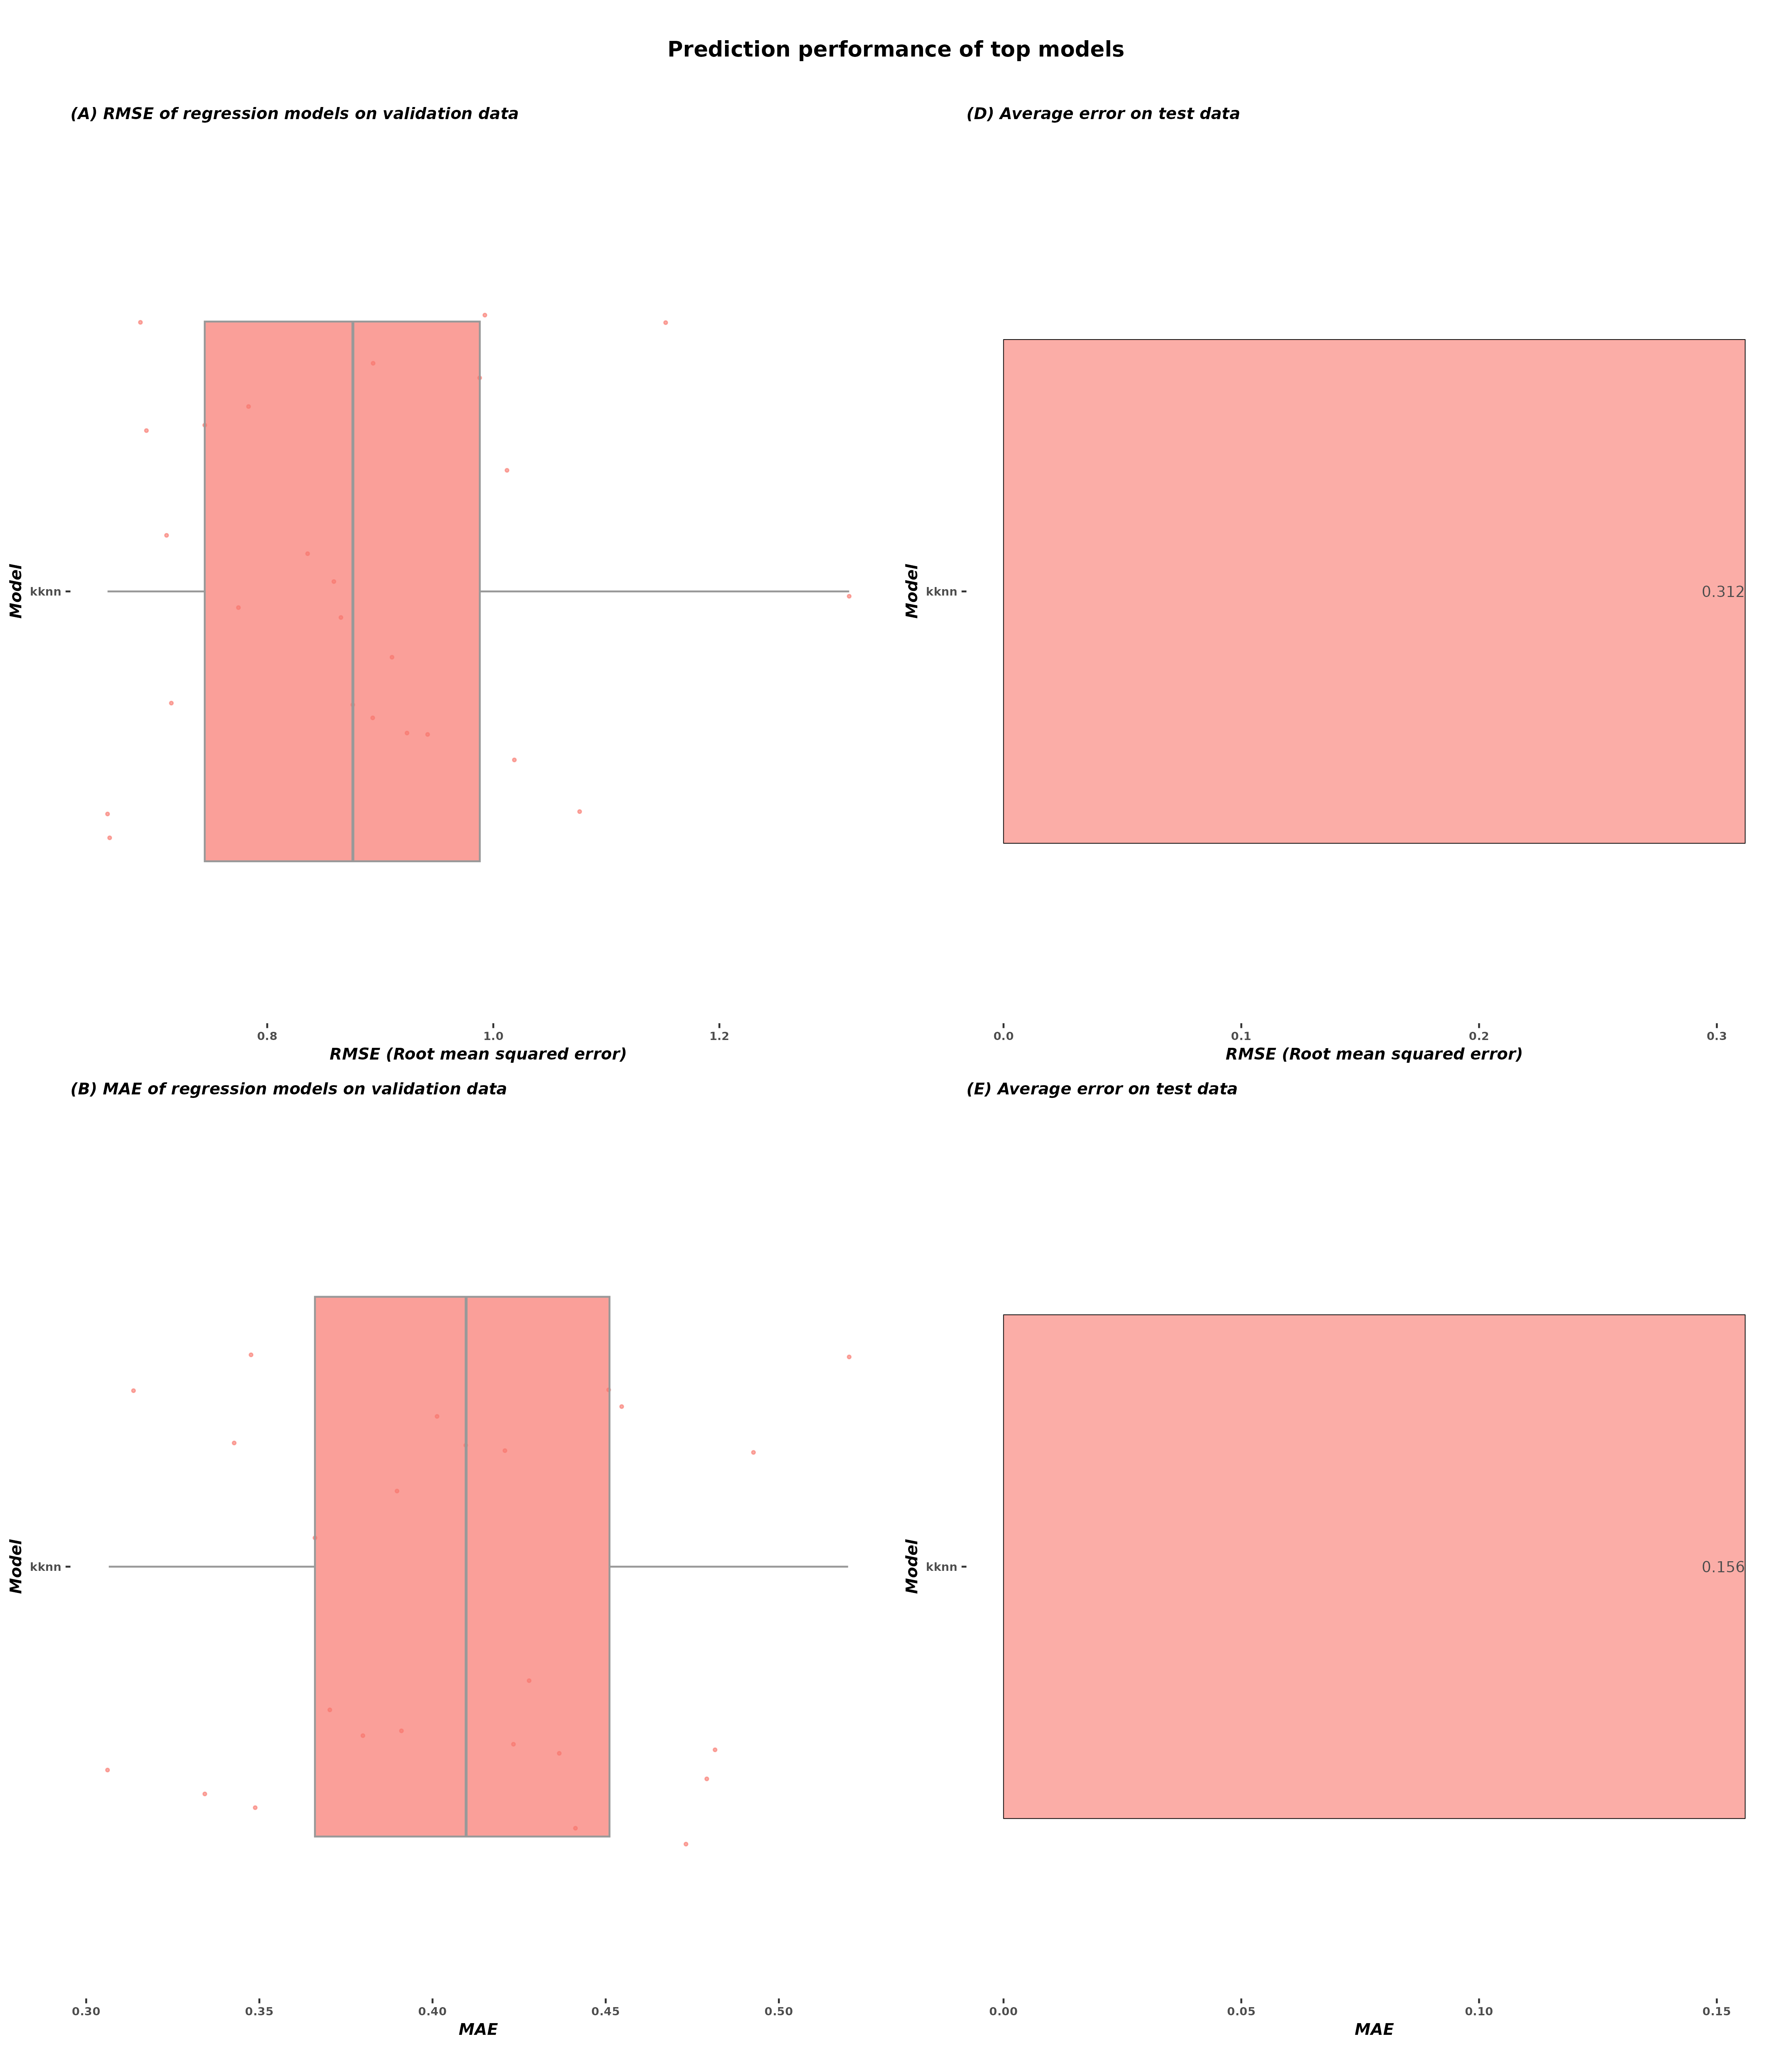 Prediction performance of top models
(A) RMSE of regression models on validation data
Model
kknn
0.8 1.0 1.2
RMSE (Root mean squared error)
(D) Average error on test data
Model
kknn
0.312
0.0 0.1 0.2 0.3
RMSE (Root mean squared error)
(B) MAE of regression models on validation data
Model
kknn
0.30 0.35 0.40 0.45 0.50
MAE
(E) Average error on test data
Model
kknn
0.156
0.00 0.05 0.10 0.15
MAE